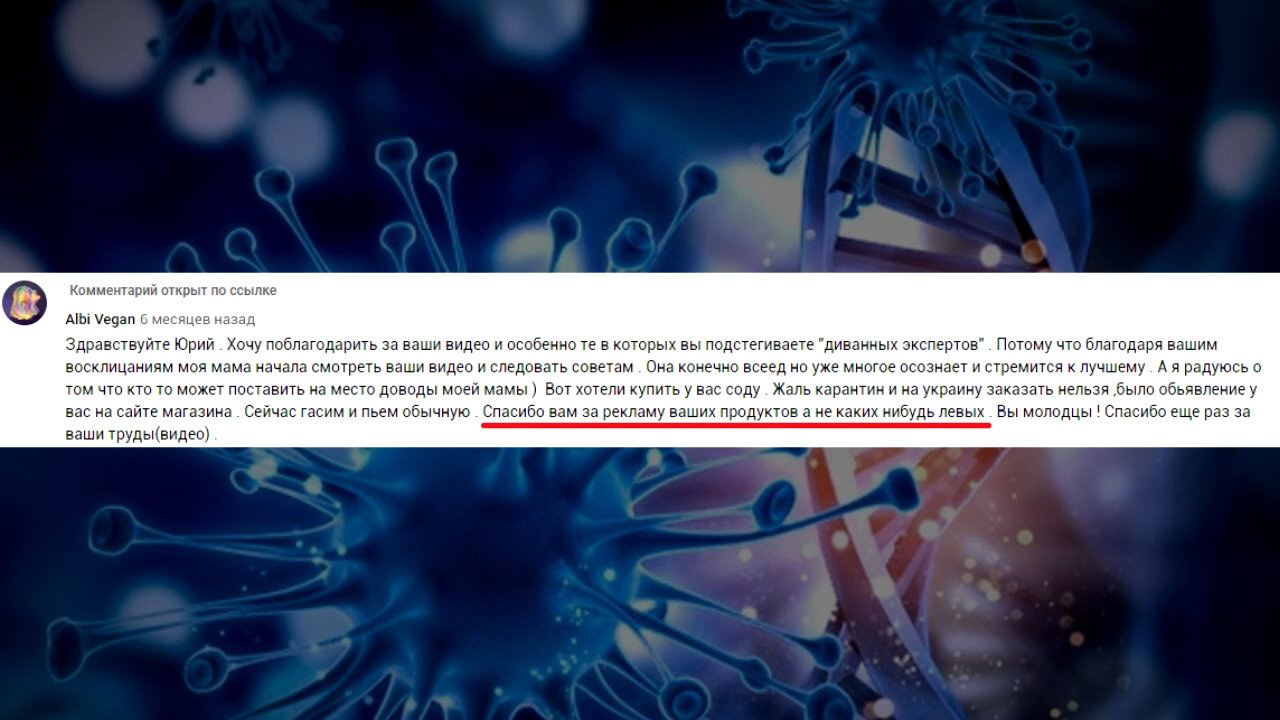 Комментарий открыт по ссылке
Albi Vegan 6 месяцев назад
Здравствуйте Юрий . Хочу поблагодарить за ваши видео и особенно те в которых вы подстегиваете "диванных экспертов" . Потому что благодаря вашим
восклицаниям моя мама начала смотреть ваши видео и следовать советам . Она конечно всеед но уже многое осознает и стремится к лучшему . А я радуюсь о
том что кто то может поставить на место доводы моей мамы ) Вот хотели купить у вас соду . Жаль карантин и на украину заказать нельзя ,было обьявление у
вас на сайте магазина . Сейчас гасим и пьем обычную . Спасибо вам за рекламу ваших продуктов а не каких нибудь левых . Вы молодцы ! Спасибо еще раз за
ваши труды(видео) .